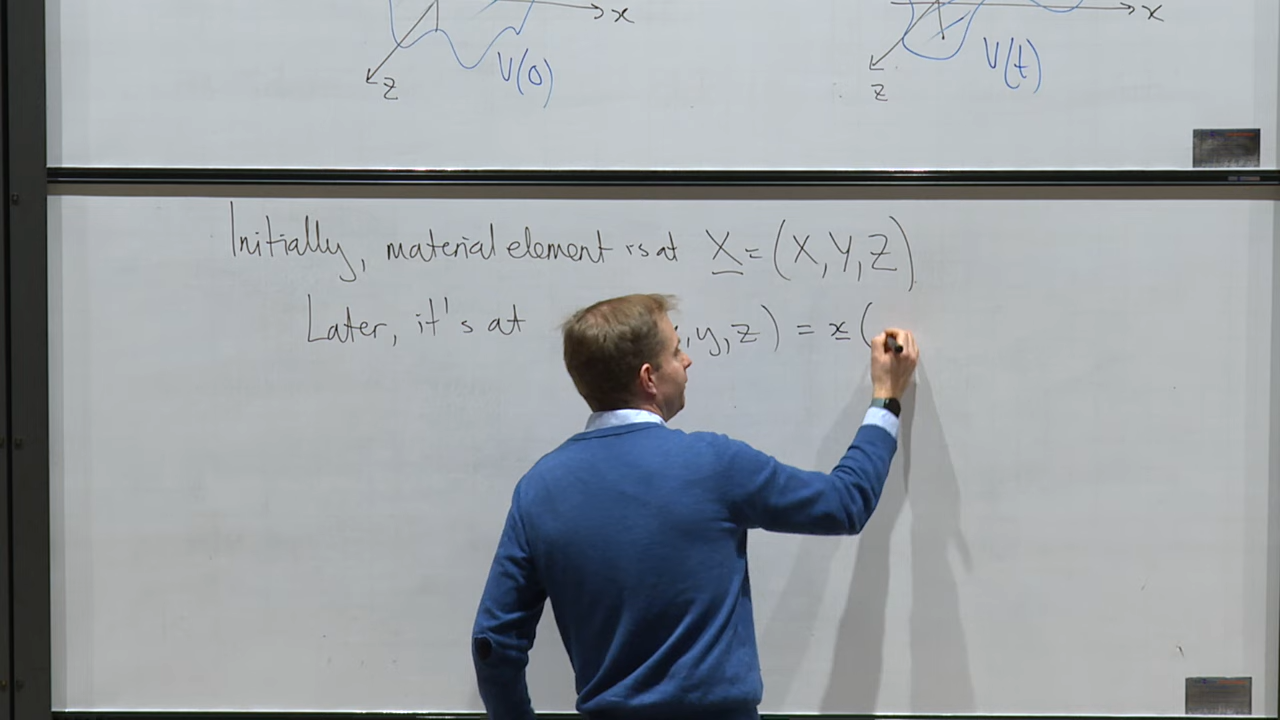 x
z
V(0)
x
z
V(t)
Initially, material element is at X = (X, Y, Z)
Later, it's at , y, z) = x(